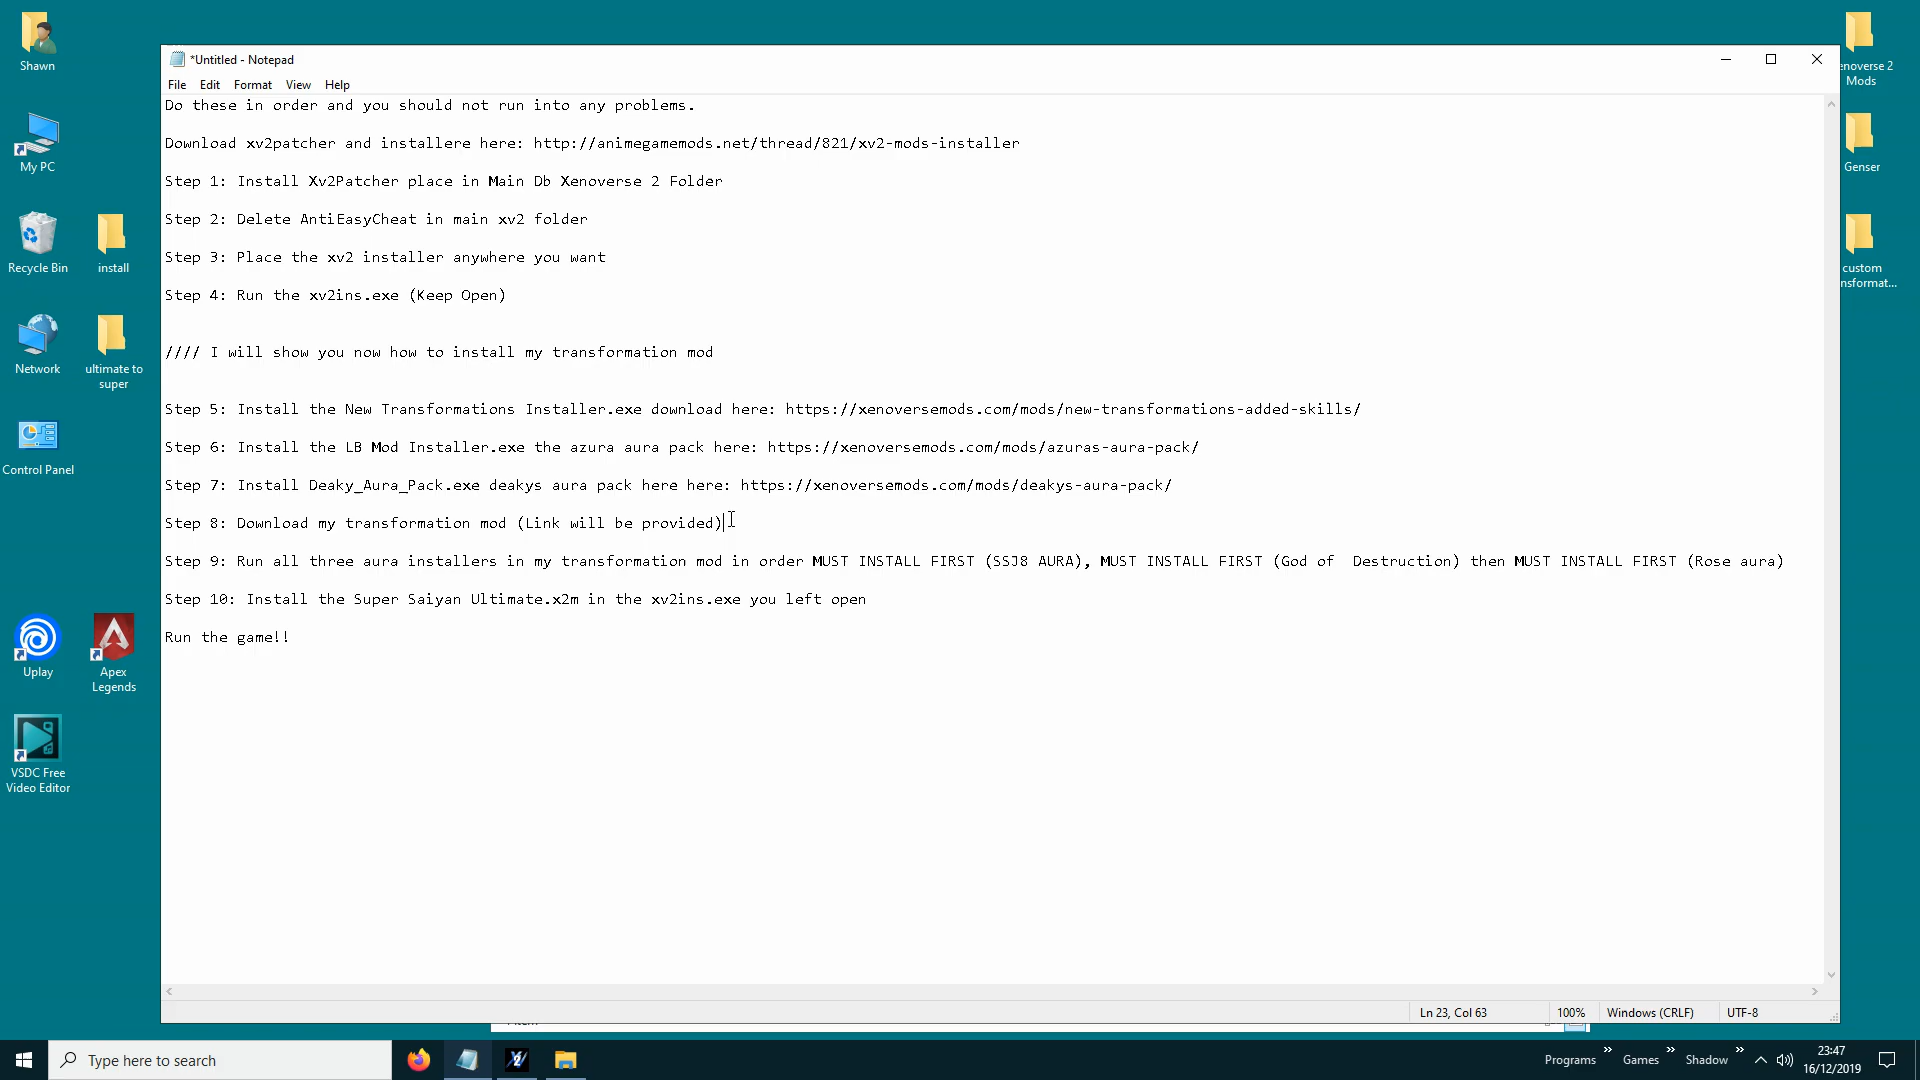 Shawn
My PC
Recycle Bin
install
Network
ultimate to
super
Control Panel
Uplay
Apex
Legends
VSDC Free
Video Editor
*Untitled - Notepad
File Edit Format View Help
Do these in order and you should not run into any problems.
Download xv2patcher and installere here: http://animegamemods.net/thread/821/xv2-mods-installer
Step 1: Install Xv2Patcher place in Main Db Xenoverse 2 Folder
Step 2: Delete AntiEasyCheat in main xv2 folder
Step 3: Place the xv2 installer anywhere you want
Step 4: Run the xv2ins.exe (Keep Open)
//// I will show you now how to install my transformation mod
Step 5: Install the New Transformations Installer.exe download here: https://xenoversemods.com/mods/new-transformations-added-skills/
Step 6: Install the LB Mod Installer.exe the azura aura pack here: https://xenoversemods.com/mods/azuras-aura-pack/
Step 7: Install Deaky_Aura_Pack.exe deakys aura pack here here: https://xenoversemods.com/mods/deakys-aura-pack/
Step 8: Download my transformation mod (Link will be provided)
Step 9: Run all three aura installers in my transformation mod in order MUST INSTALL FIRST (SSJ8 AURA), MUST INSTALL FIRST (God of  Destruction) then MUST INSTALL FIRST (Rose aura)
Step 10: Install the Super Saiyan Ultimate.x2m in the xv2ins.exe you left open
Run the game!!
Ln 23, Col 63
100%
Windows (CRLF)
UTF-8
enoverse 2
Mods
Genser
custom
nsformat...
Type here to search
Programs »
Games »
Shadow »
23:47
16/12/2019